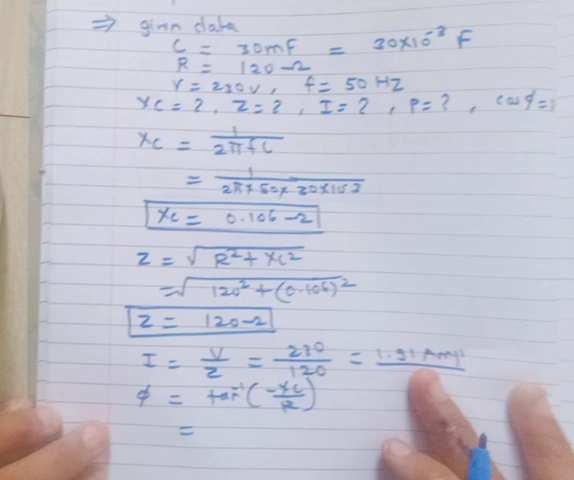 ⇒ given data
C = 30mF = 30×10⁻³ F
R = 120 Ω
V = 230V, f = 50 HZ
XC = ?, Z = ?, I = ?, P = ?, cosφ = ?
XC = 1/2πfC
= 1/2π×50×30×10⁻³
XC = 0.106 Ω
Z = √R²+XC²
= √120²+(0.106)²
Z = 120 Ω
I = V/Z = 230/120 = 1.91 Amp
φ = tan⁻¹(-XC/R)
=